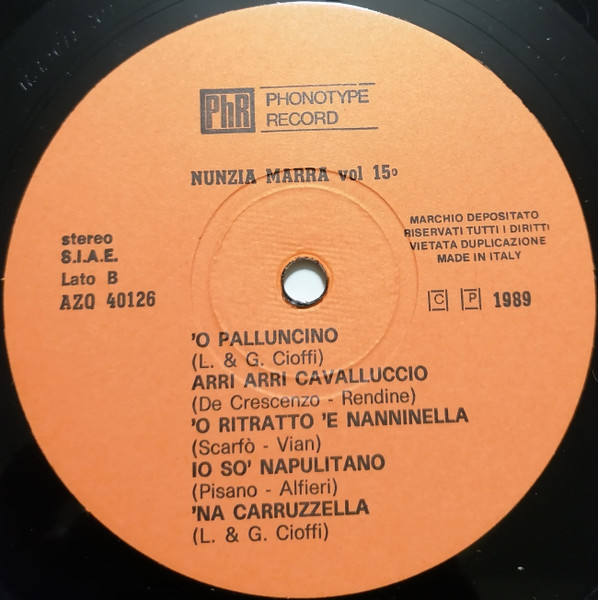 PhR
PHONOTYPE
RECORD
NUNZIA MARRA vol 15º
stereo
S.I.A.E.
Lato B
AZQ 40126
MARCHIO DEPOSITATO
RISERVATI TUTTI I DIRITTI
VIETATA DUPLICAZIONE
MADE IN ITALY
C P 1989
'O PALLUNCINO
(L. & G. Cioffi)
ARRI ARRI CAVALLUCCIO
(De Crescenzo - Rendine)
'O RITRATTO 'E NANNINELLA
(Scarfò - Vian)
IO SO' NAPULITANO
(Pisano - Alfieri)
'NA CARRUZZELLA
(L. & G. Cioffi)